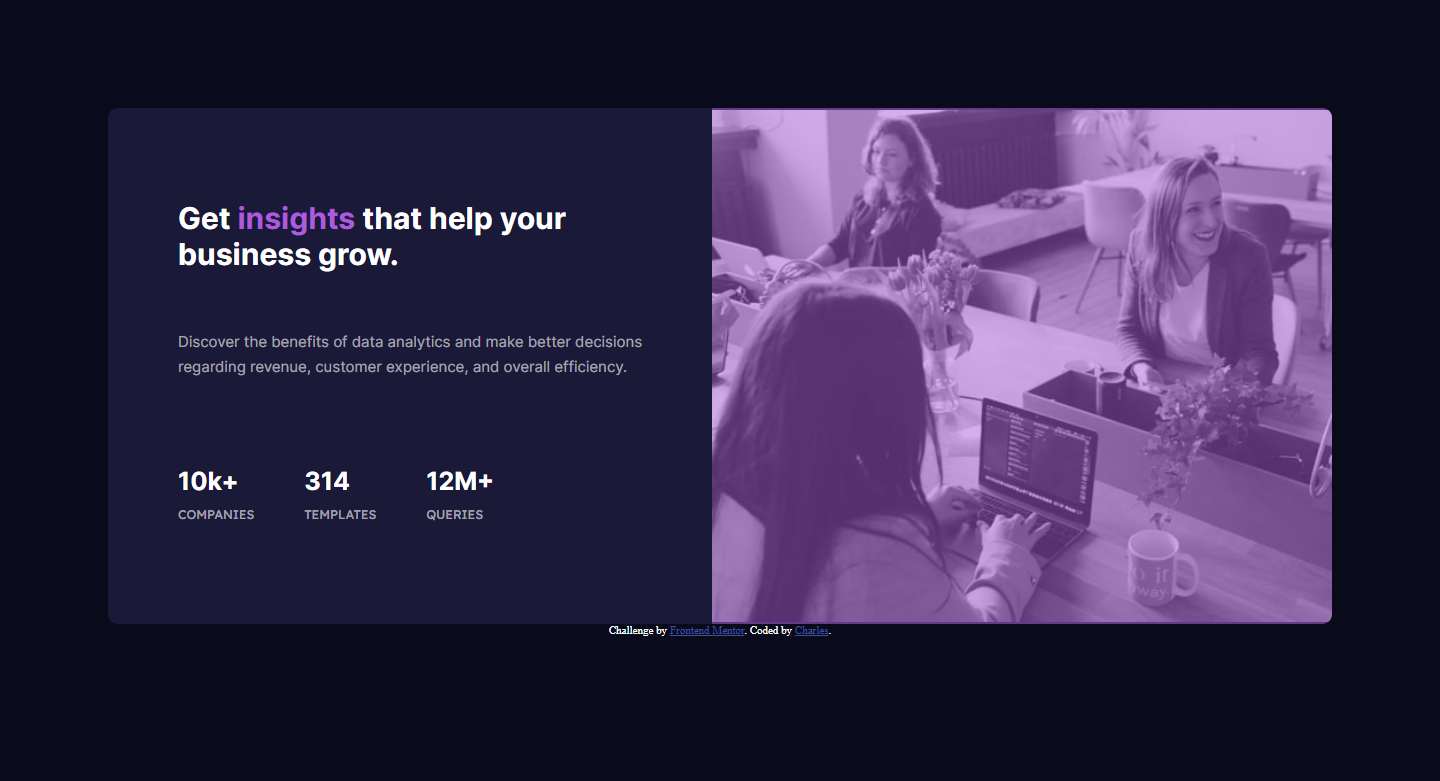 Get insights that help your
business grow.
Discover the benefits of data analytics and make better decisions
regarding revenue, customer experience, and overall efficiency.
10k+ 314 12M+
COMPANIES TEMPLATES QUERIES
Challenge by Frontend Mentor. Coded by Charles.